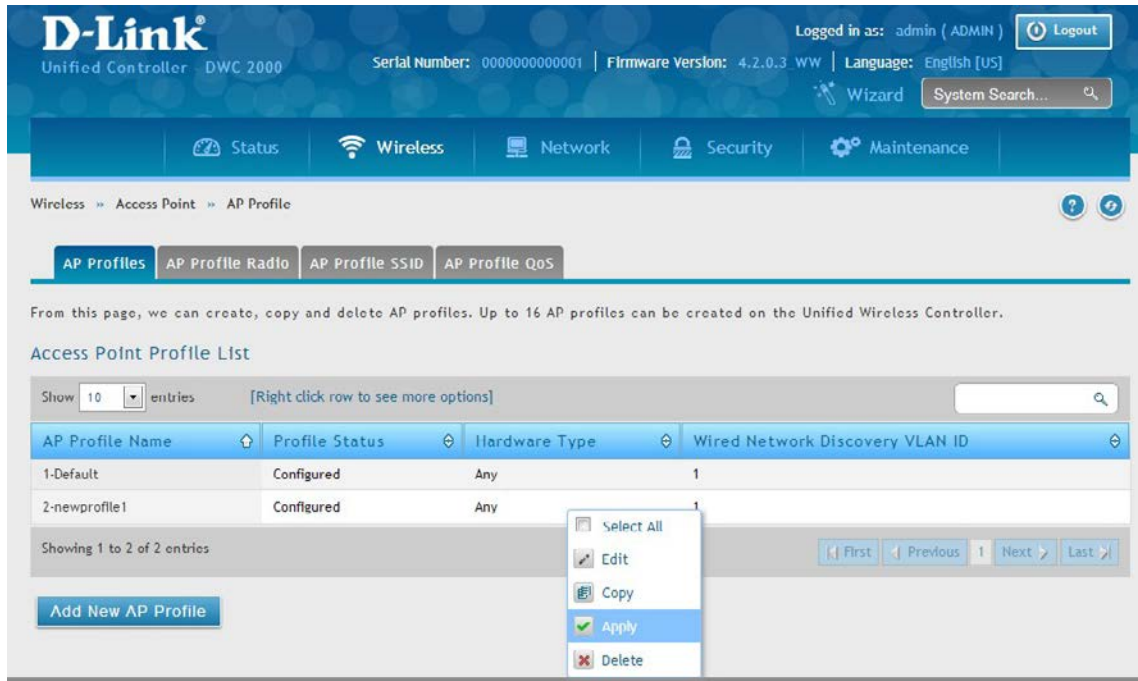 D-Link®
Logged in as: admin ( ADMIN ) Logout
Unified Controller DWC 2000 Serial Number: 0000000000001 | Firmware Version: 4.2.0.3_WW | Language: English [US]
Wizard System Search...
Status Wireless Network Security Maintenance
Wireless » Access Point » AP Profile
AP Profiles AP Profile Radio AP Profile SSID AP Profile QoS
From this page, we can create, copy and delete AP profiles. Up to 16 AP profiles can be created on the Unified Wireless Controller.
Access Point Profile List
Show 10 entries [Right click row to see more options]
AP Profile Name Profile Status Hardware Type Wired Network Discovery VLAN ID
1-Default Configured Any 1
2-newprofile1 Configured Any 1
Select All
Showing 1 to 2 of 2 entries First Previous 1 Next Last
Edit
Copy
Add New AP Profile
Apply
Delete